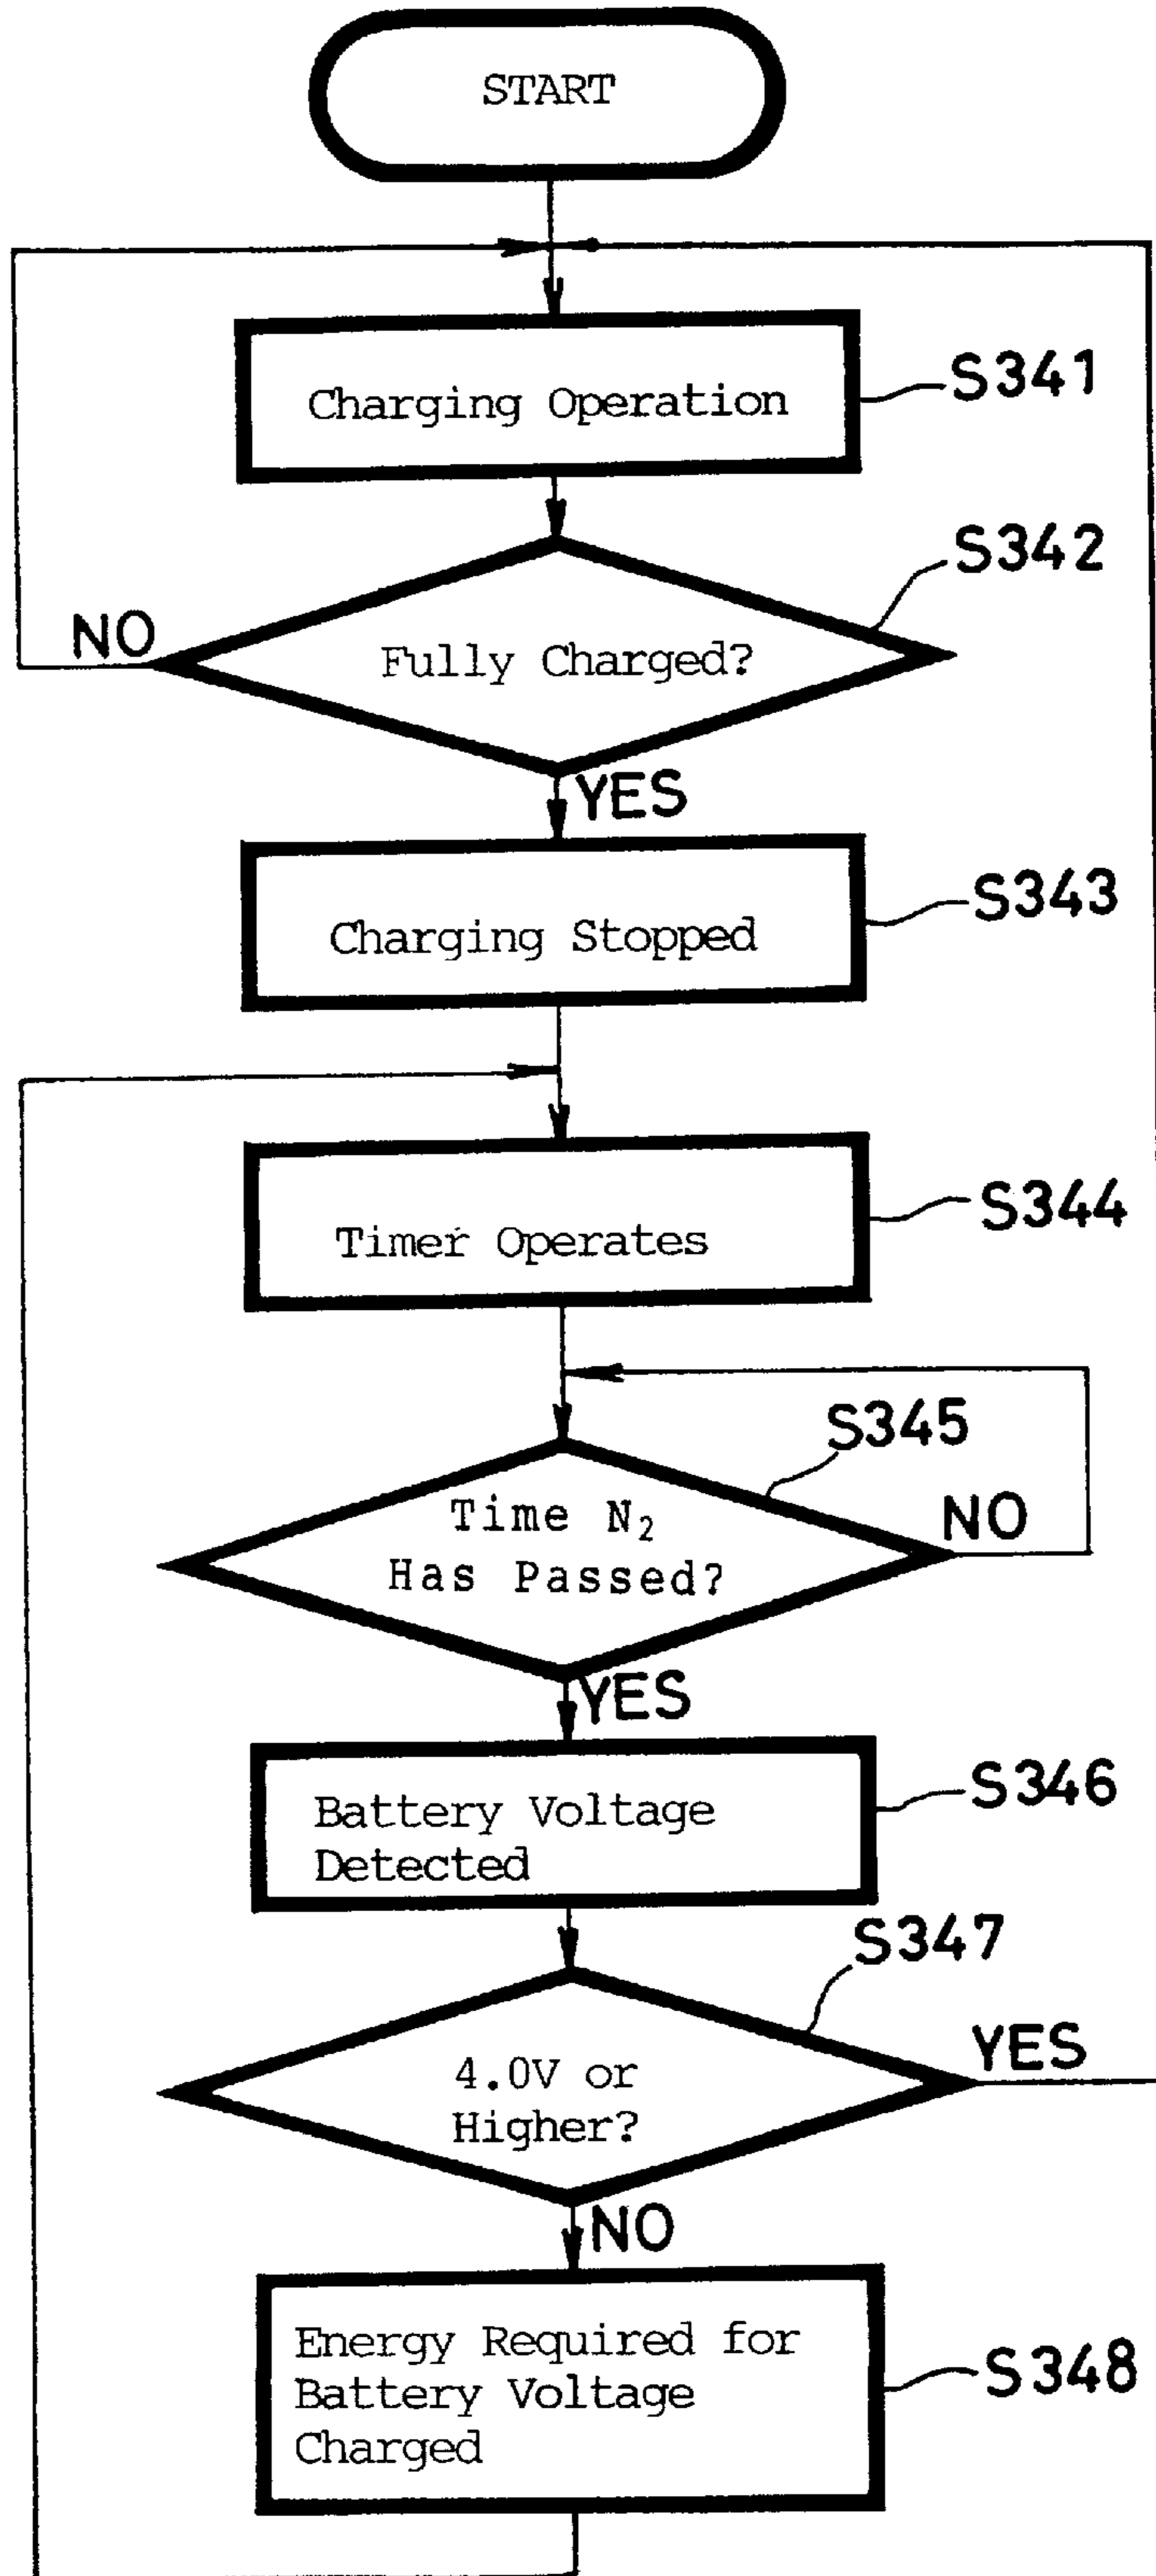 START
Charging Operation
S341
S342
NO
Fully Charged?
YES
S343
Charging Stopped
S344
Timer Operates
S345
Time N₂
Has Passed?
NO
YES
S346
Battery Voltage
Detected
S347
YES
4.0V or
Higher?
NO
Energy Required for
Battery Voltage
Charged
S348